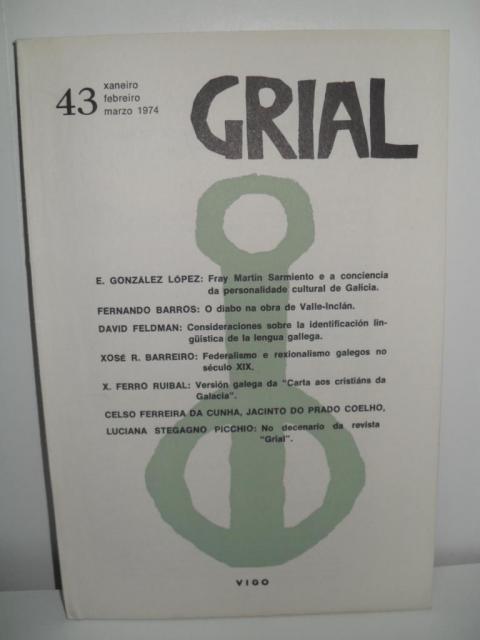 43
xaneiro
febreiro
marzo 1974
GRIAL
E. GONZALEZ LÓPEZ: Fray Martín Sarmiento e a conciencia
da personalidade cultural de Galicia.
FERNANDO BARROS: O diabo na obra de Valle-Inclán.
DAVID FELDMAN: Consideraciones sobre la identificación lin-
güística de la lengua gallega.
XOSÉ R. BARREIRO: Federalismo e rexionalismo galegos no
século XIX.
X. FERRO RUIBAL: Versión galega da "Carta aos cristiáns da
Galacia".
CELSO FERREIRA DA CUNHA, JACINTO DO PRADO COELHO,
LUCIANA STEGAGNO PICCHIO: No decenario da revista
"Grial".
VIGO